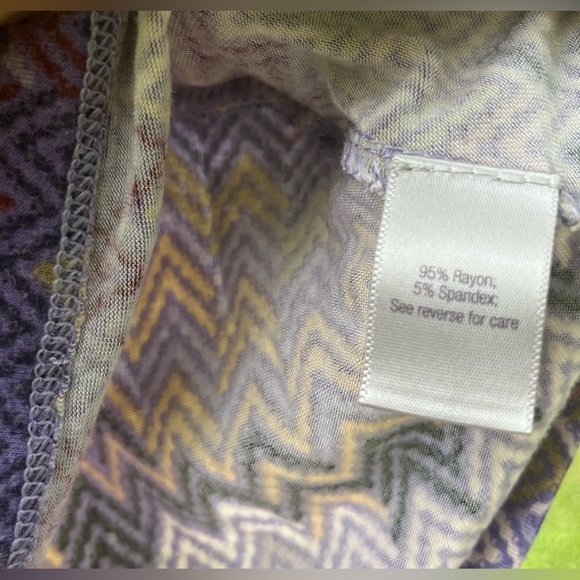 95% Rayon;
5% Spandex;
See reverse for care